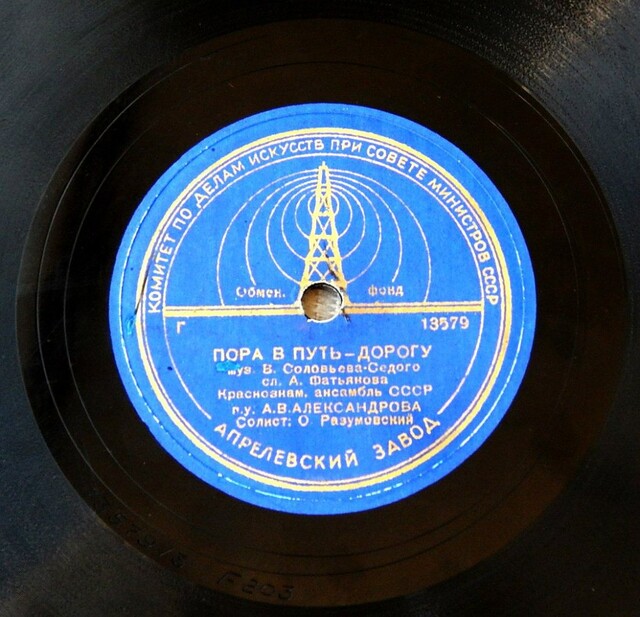 КОМИТЕТ ПО ДЕЛАМ ИСКУССТВ ПРИ СОВЕТЕ МИНИСТРОВ СССР
Обмен. фонд
Г 13579
ПОРА В ПУТЬ-ДОРОГУ
муз. В. Соловьева-Седого
сл. А. Фатьянова
Краснознам. ансамбль СССР
п.у. А.В.АЛЕКСАНДРОВА
Солист: О. Разумовский
АПРЕЛЕВСКИЙ ЗАВОД